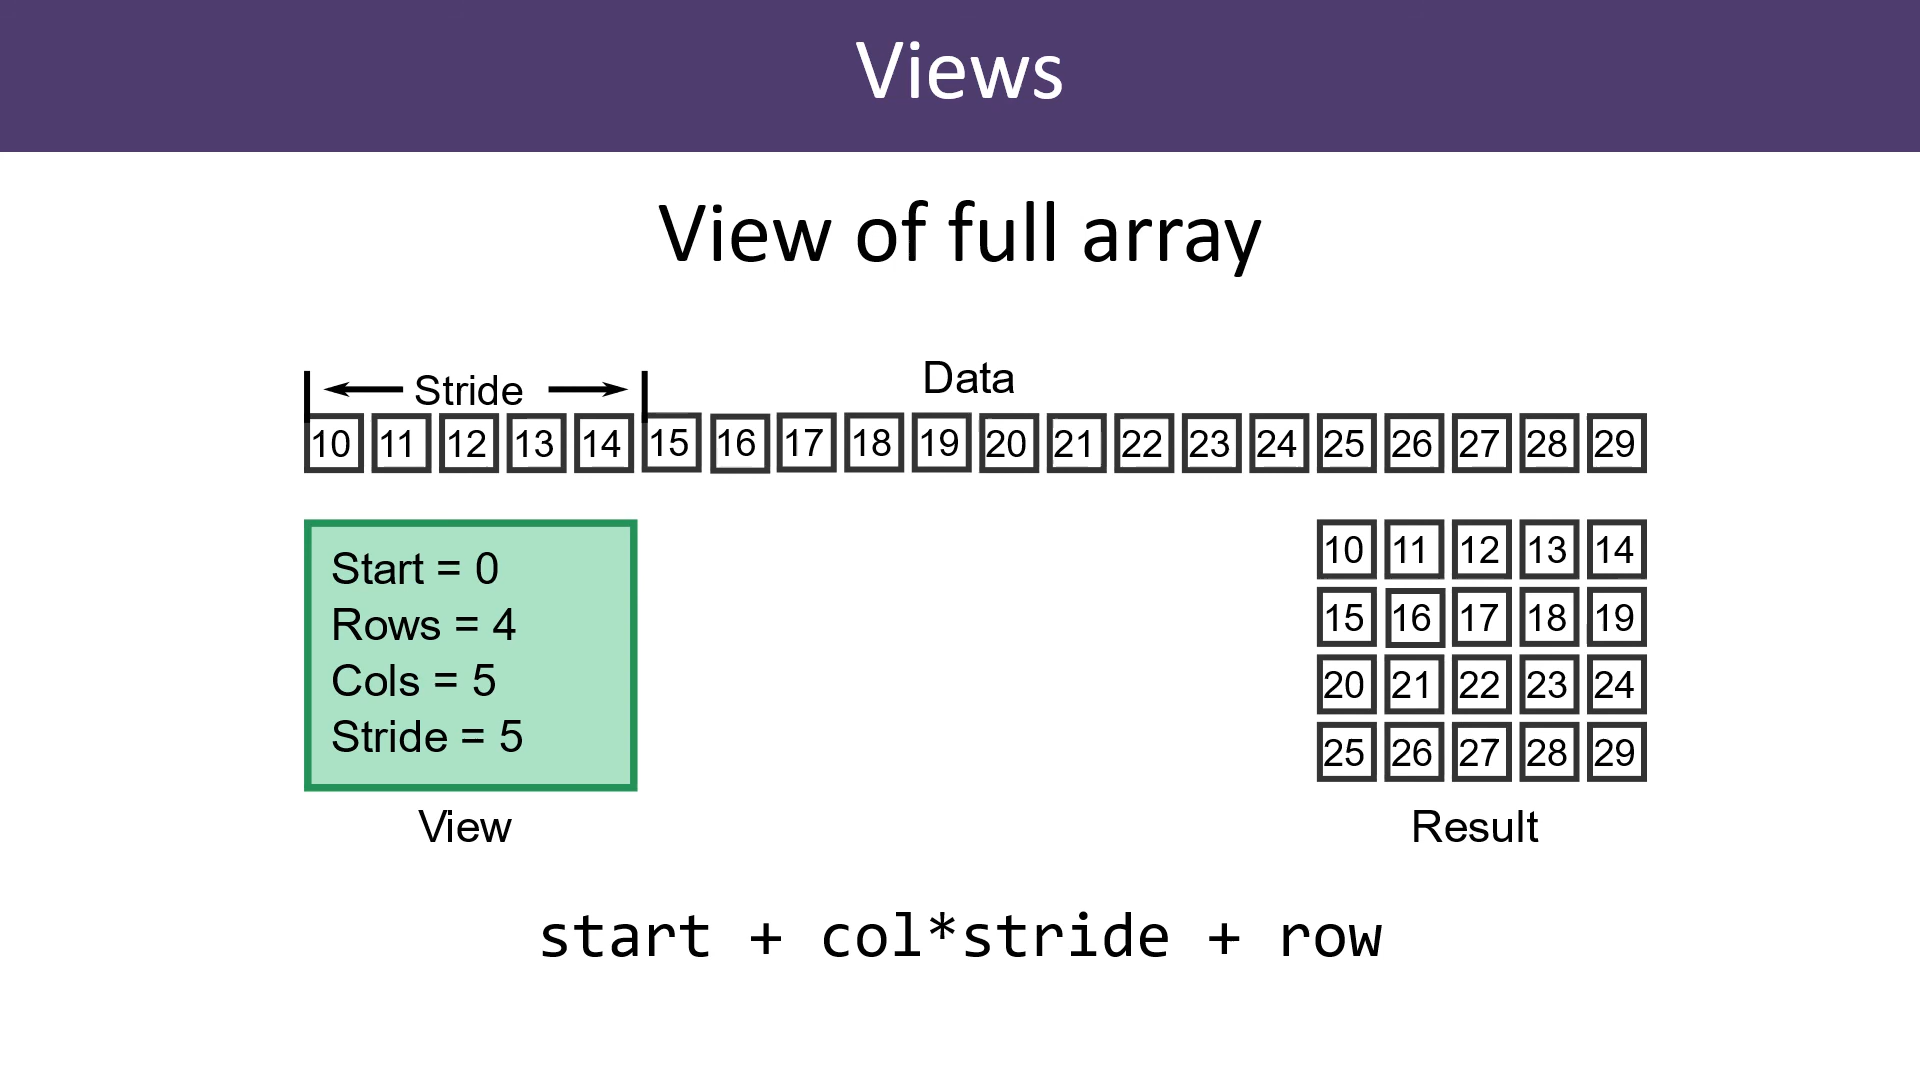 Views
View of full array
Stride
Data
10 11 12 13 14 15 16 17 18 19 20 21 22 23 24 25 26 27 28 29
Start = 0
Rows = 4
Cols = 5
Stride = 5
View
10 11 12 13 14
15 16 17 18 19
20 21 22 23 24
25 26 27 28 29
Result
start + col*stride + row